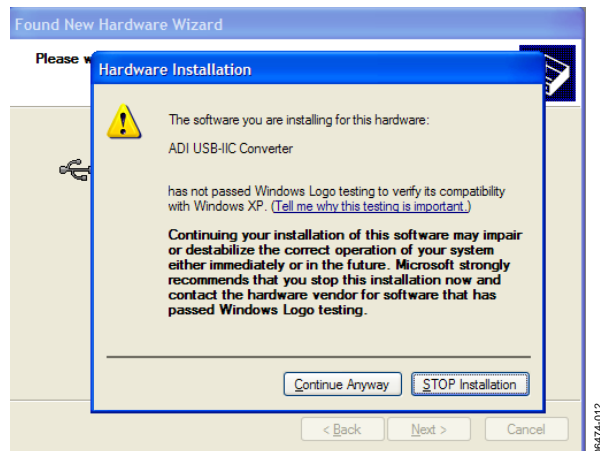 Found New Hardware Wizard
Please w
Hardware Installation
The software you are installing for this hardware:
ADI USB-IIC Converter
has not passed Windows Logo testing to verify its compatibility
with Windows XP. (Tell me why this testing is important.)
Continuing your installation of this software may impair
or destabilize the correct operation of your system
either immediately or in the future. Microsoft strongly
recommends that you stop this installation now and
contact the hardware vendor for software that has
passed Windows Logo testing.
Continue Anyway
STOP Installation
< Back
Next >
Cancel
06474-012